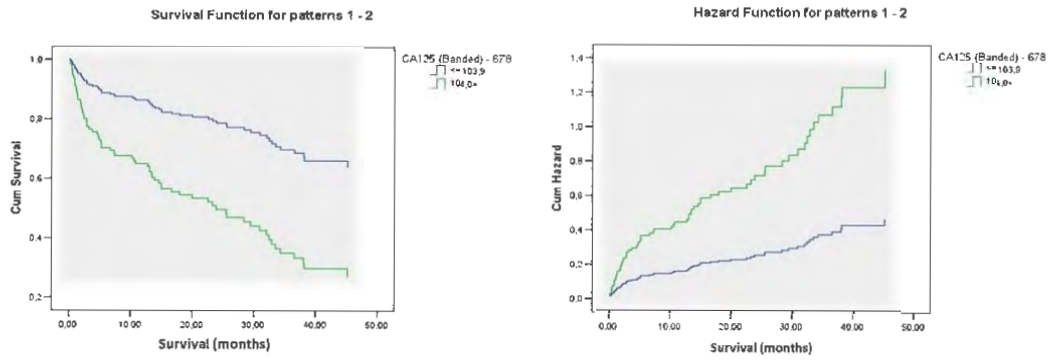 Survival Function for patterns 1 - 2
CA125 (Banded) - 678
<= 103,9
104,0+
Cum Survival
1,0
0,8
0,6
0,4
0,2
0,00 10,00 20,00 30,00 40,00 50,00
Survival (months)
Hazard Function for patterns 1 - 2
CA125 (Banded) - 678
<= 103,9
104,0+
Cum Hazard
1,4
1,2
1,0
0,8
0,6
0,4
0,2
0,0
0,00 10,00 20,00 30,00 40,00 50,00
Survival (months)